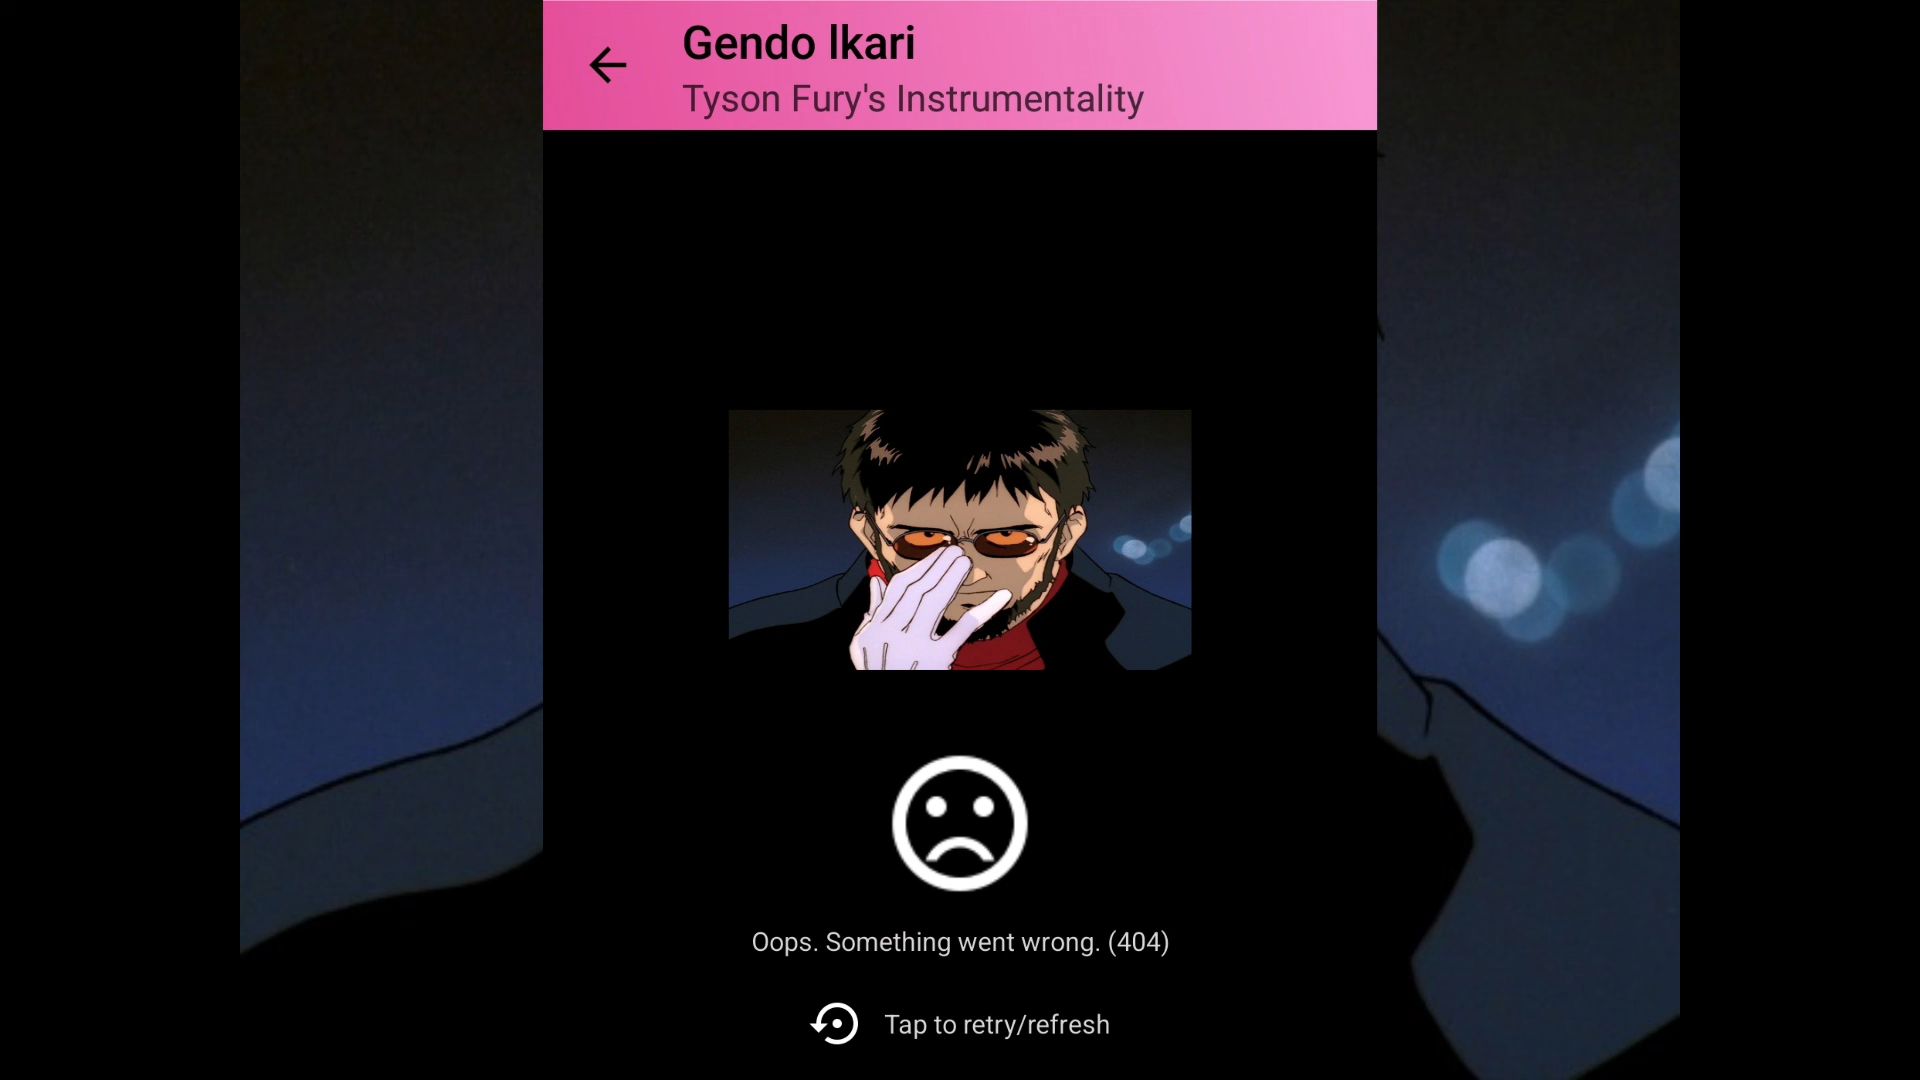 Gendo Ikari
Tyson Fury's Instrumentality
Oops. Something went wrong. (404)
Tap to retry/refresh